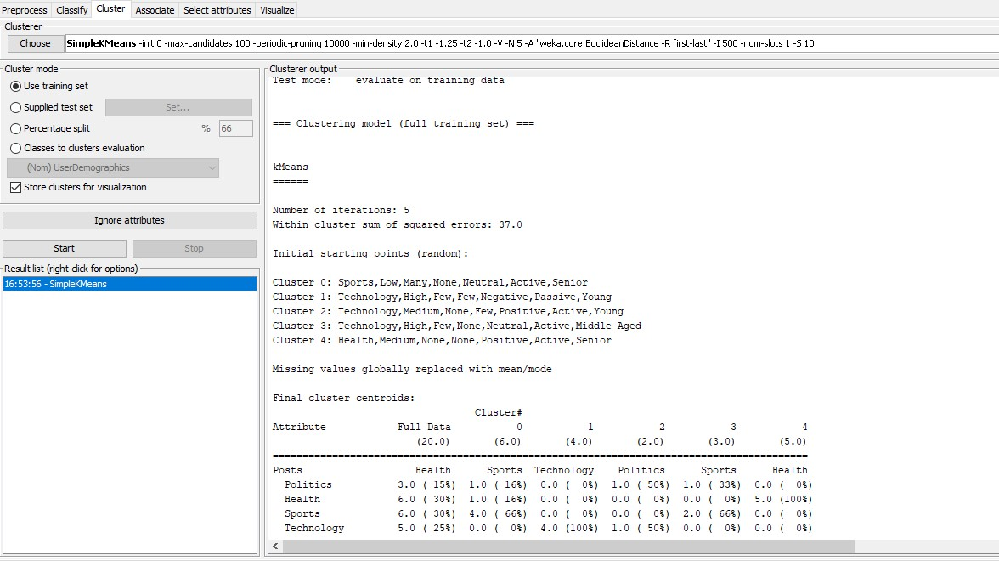 Preprocess Classify Cluster Associate Select attributes Visualize
Clusterer
Choose SimpleKMeans -init 0 -max-candidates 100 -periodic-pruning 10000 -min-density 2.0 -t1 -1.25 -t2 -1.0 -V -N 5 -A "weka.core.EuclideanDistance -R first-last" -I 500 -num-slots 1 -S 10
Cluster mode
Use training set
Supplied test set Set...
Percentage split % 66
Classes to clusters evaluation
(Nom) UserDemographics
Store clusters for visualization
Ignore attributes
Start Stop
Result list (right-click for options)
16:53:56 - SimpleKMeans
Clusterer output
Test mode:    evaluate on training data
=== Clustering model (full training set) ===
kMeans
======
Number of iterations: 5
Within cluster sum of squared errors: 37.0
Initial starting points (random):
Cluster 0: Sports,Low,Many,None,Neutral,Active,Senior
Cluster 1: Technology,High,Few,Few,Negative,Passive,Young
Cluster 2: Technology,Medium,None,Few,Positive,Active,Young
Cluster 3: Technology,High,Few,None,Neutral,Active,Middle-Aged
Cluster 4: Health,Medium,None,None,Positive,Active,Senior
Missing values globally replaced with mean/mode
Final cluster centroids:
                                  Cluster#
Attribute            Full Data           0           1           2           3           4
                        (20.0)       (6.0)       (4.0)       (2.0)       (3.0)       (5.0)
==========================================================================================
Posts                   Health      Sports  Technology    Politics      Sports      Health
  Politics           3.0 ( 15%)  1.0 ( 16%)  0.0 (  0%)  1.0 ( 50%)  1.0 ( 33%)  0.0 (  0%)
  Health             6.0 ( 30%)  1.0 ( 16%)  0.0 (  0%)  0.0 (  0%)  0.0 (  0%)  5.0 (100%)
  Sports             6.0 ( 30%)  4.0 ( 66%)  0.0 (  0%)  0.0 (  0%)  2.0 ( 66%)  0.0 (  0%)
  Technology         5.0 ( 25%)  0.0 (  0%)  4.0 (100%)  1.0 ( 50%)  0.0 (  0%)  0.0 (  0%)